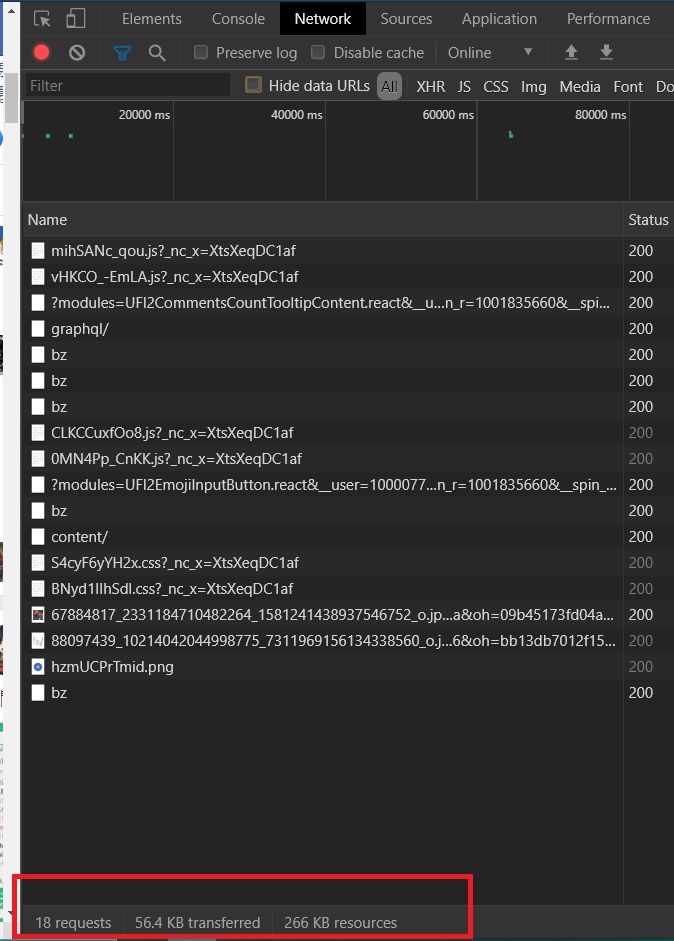 Elements Console Network Sources Application Performance
Preserve log Disable cache Online
Filter Hide data URLs All XHR JS CSS Img Media Font Do
20000 ms 40000 ms 60000 ms 80000 ms
Name Status
mihSANc_qou.js?_nc_x=XtsXeqDC1af 200
vHKCO_-EmLA.js?_nc_x=XtsXeqDC1af 200
?modules=UFI2CommentsCountTooltipContent.react&__u...n_r=1001835660&__spi... 200
graphql/ 200
bz 200
bz 200
bz 200
CLKCCuxfOo8.js?_nc_x=XtsXeqDC1af 200
0MN4Pp_CnKK.js?_nc_x=XtsXeqDC1af 200
?modules=UFI2EmojiInputButton.react&__user=1000077...n_r=1001835660&__spin_... 200
bz 200
content/ 200
S4cyF6yYH2x.css?_nc_x=XtsXeqDC1af 200
BNyd1IlhSdl.css?_nc_x=XtsXeqDC1af 200
67884817_2331184710482264_1581241438937546752_o.jp...a&oh=09b45173fd04a... 200
88097439_10214042044998775_7311969156134338560_o.j...6&oh=bb13db7012f15... 200
hzmUCPrTmid.png 200
bz 200
18 requests 56.4 KB transferred 266 KB resources